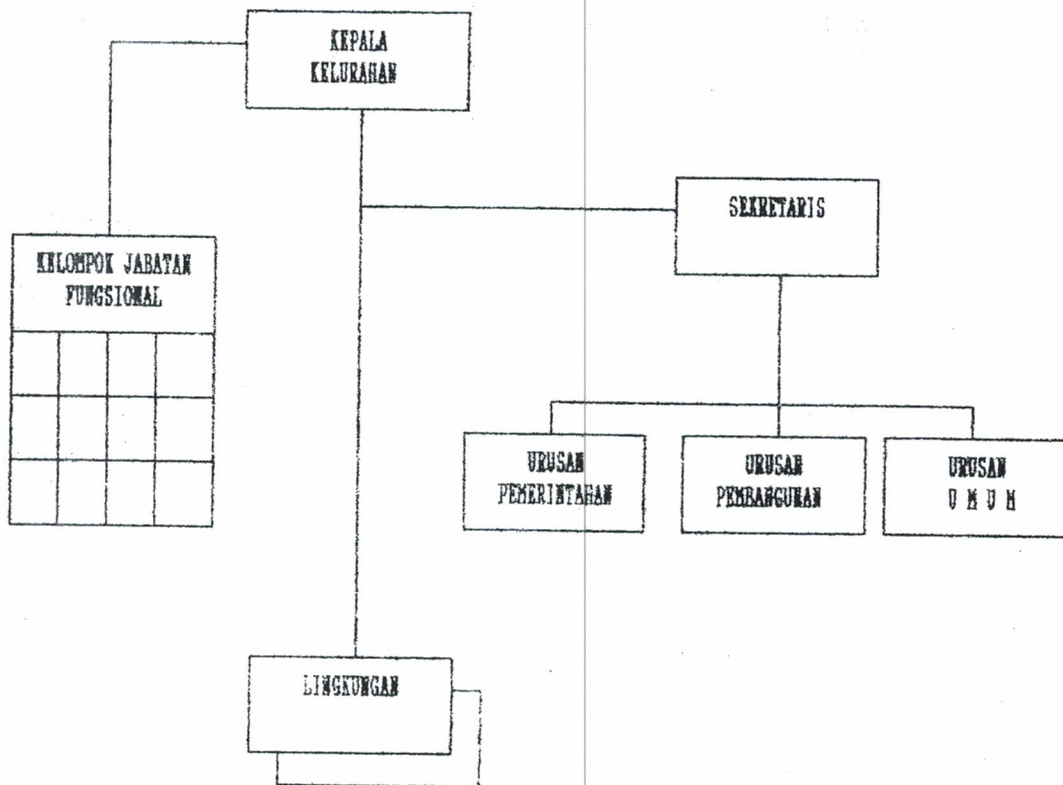 KEPALA
KELURAHAN
SEKRETARIS
KELOMPOK JABATAN
FUNGSIONAL
URUSAN
PEMERINTAHAN
URUSAN
PEMBANGUNAN
URUSAN
U M U M
LINGKUNGAN